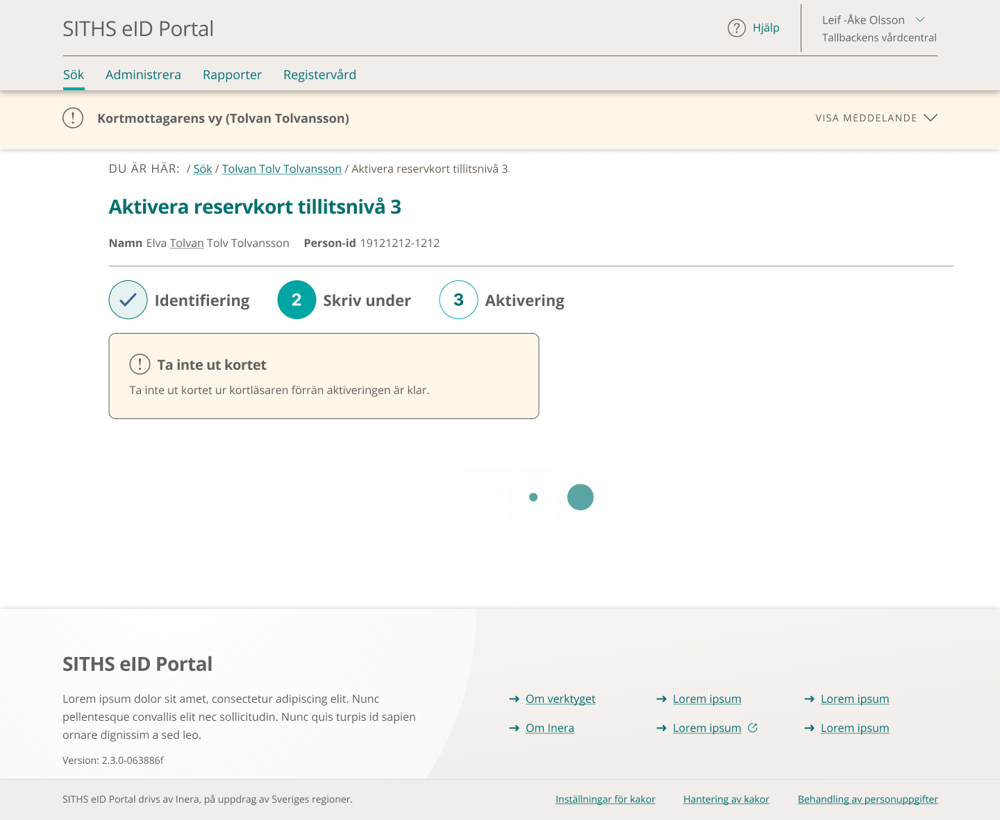 SITHS eID Portal
Hjälp
Leif -Åke Olsson
Tallbackens vårdcentral
Sök Administrera Rapporter Registervård
Kortmottagarens vy (Tolvan Tolvansson)
VISA MEDDELANDE
DU ÄR HÄR: / Sök / Tolvan Tolv Tolvansson / Aktivera reservkort tillitsnivå 3
Aktivera reservkort tillitsnivå 3
Namn Elva Tolvan Tolv Tolvansson Person-id 19121212-1212
Identifiering 2 Skriv under 3 Aktivering
Ta inte ut kortet
Ta inte ut kortet ur kortläsaren förrän aktiveringen är klar.
SITHS eID Portal
Lorem ipsum dolor sit amet, consectetur adipiscing elit. Nunc
pellentesque convallis elit nec sollicitudin. Nunc quis turpis id sapien
ornare dignissim a sed leo.
Version: 2.3.0-063886f
Om verktyget Lorem ipsum Lorem ipsum
Om Inera Lorem ipsum Lorem ipsum
SITHS eID Portal drivs av Inera, på uppdrag av Sveriges regioner.
Inställningar för kakor Hantering av kakor Behandling av personuppgifter